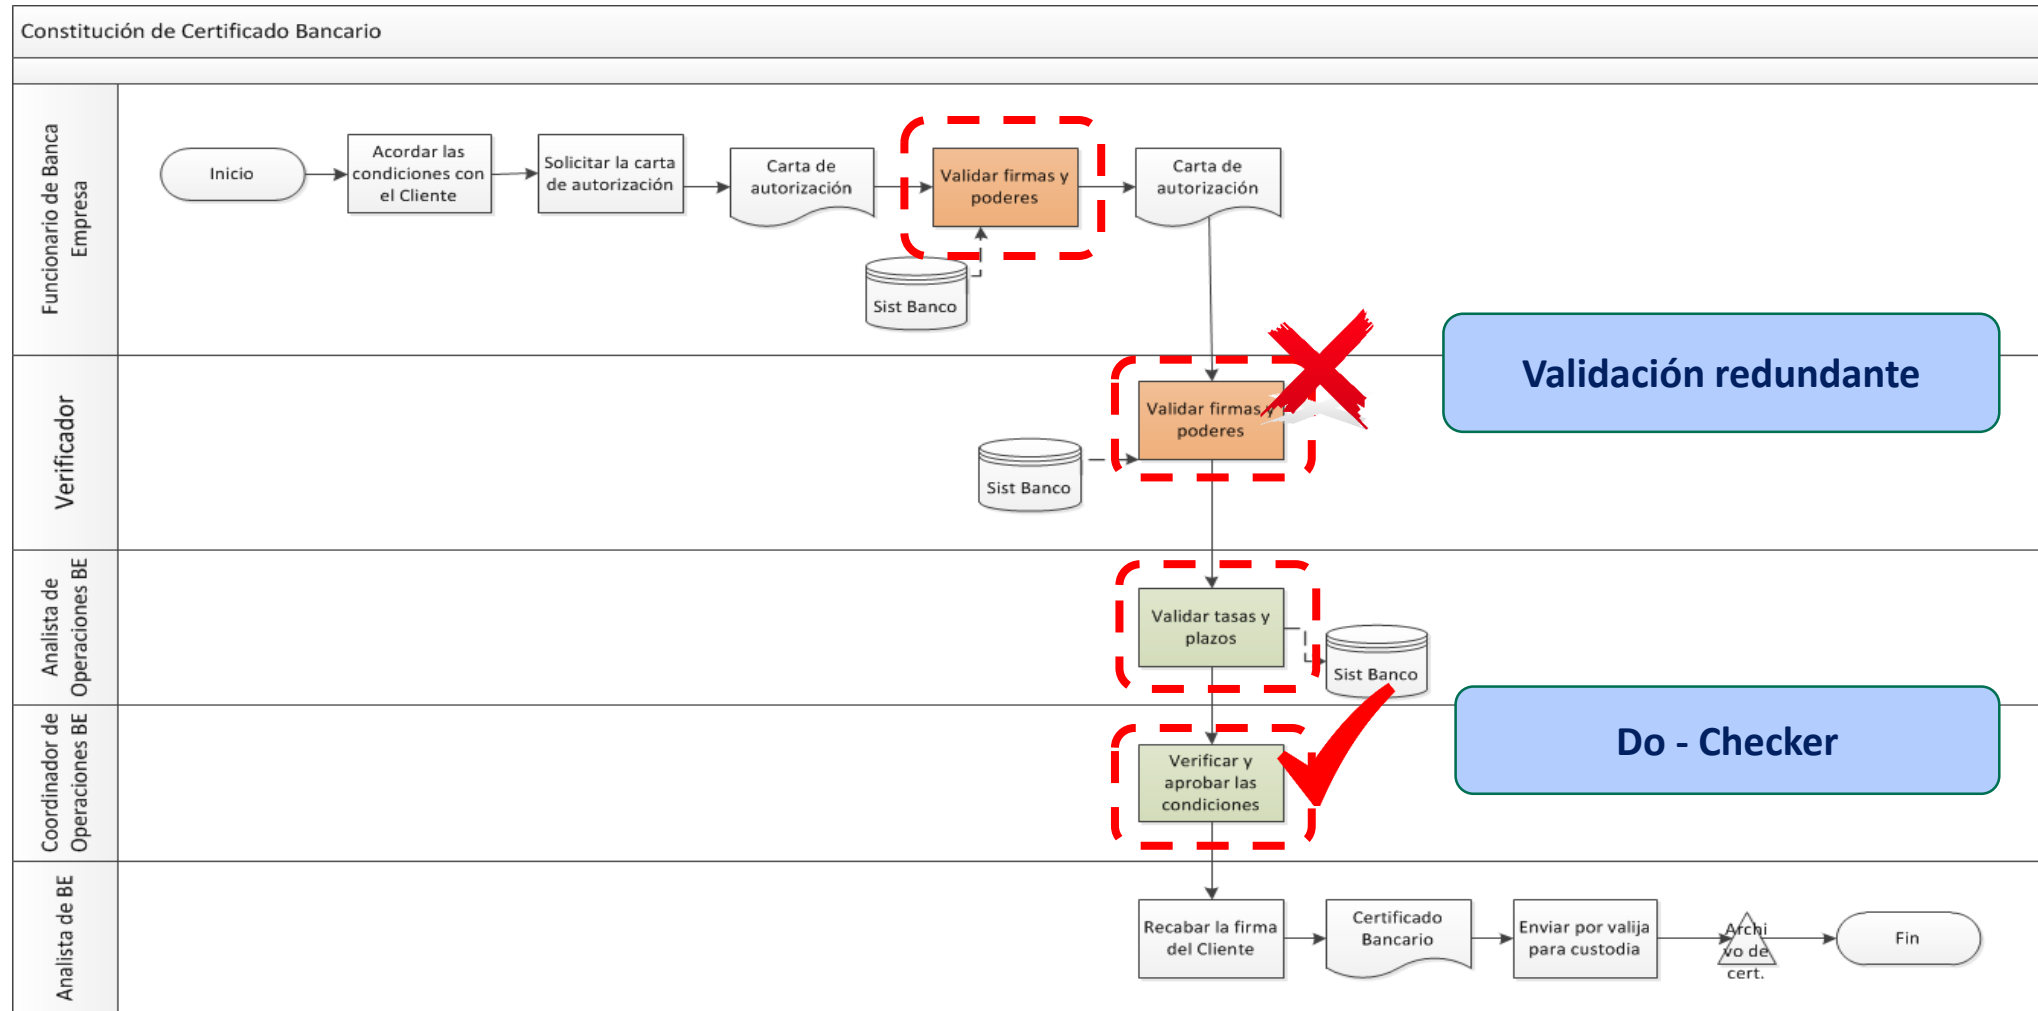 Constitución de Certificado Bancario
Funcionario de Banca
Empresa
Inicio
Acordar las
condiciones con
el Cliente
Solicitar la carta
de autorización
Carta de
autorización
Validar firmas y
poderes
Carta de
autorización
Sist Banco
Verificador
Validar firmas y
poderes
Validación redundante
Sist Banco
Analista de
Operaciones BE
Validar tasas y
plazos
Sist Banco
Coordinador de
Operaciones BE
Verificar y
aprobar las
condiciones
Do - Checker
Analista de BE
Recabar la firma
del Cliente
Certificado
Bancario
Enviar por valija
para custodia
Archi
vo de
cert.
Fin